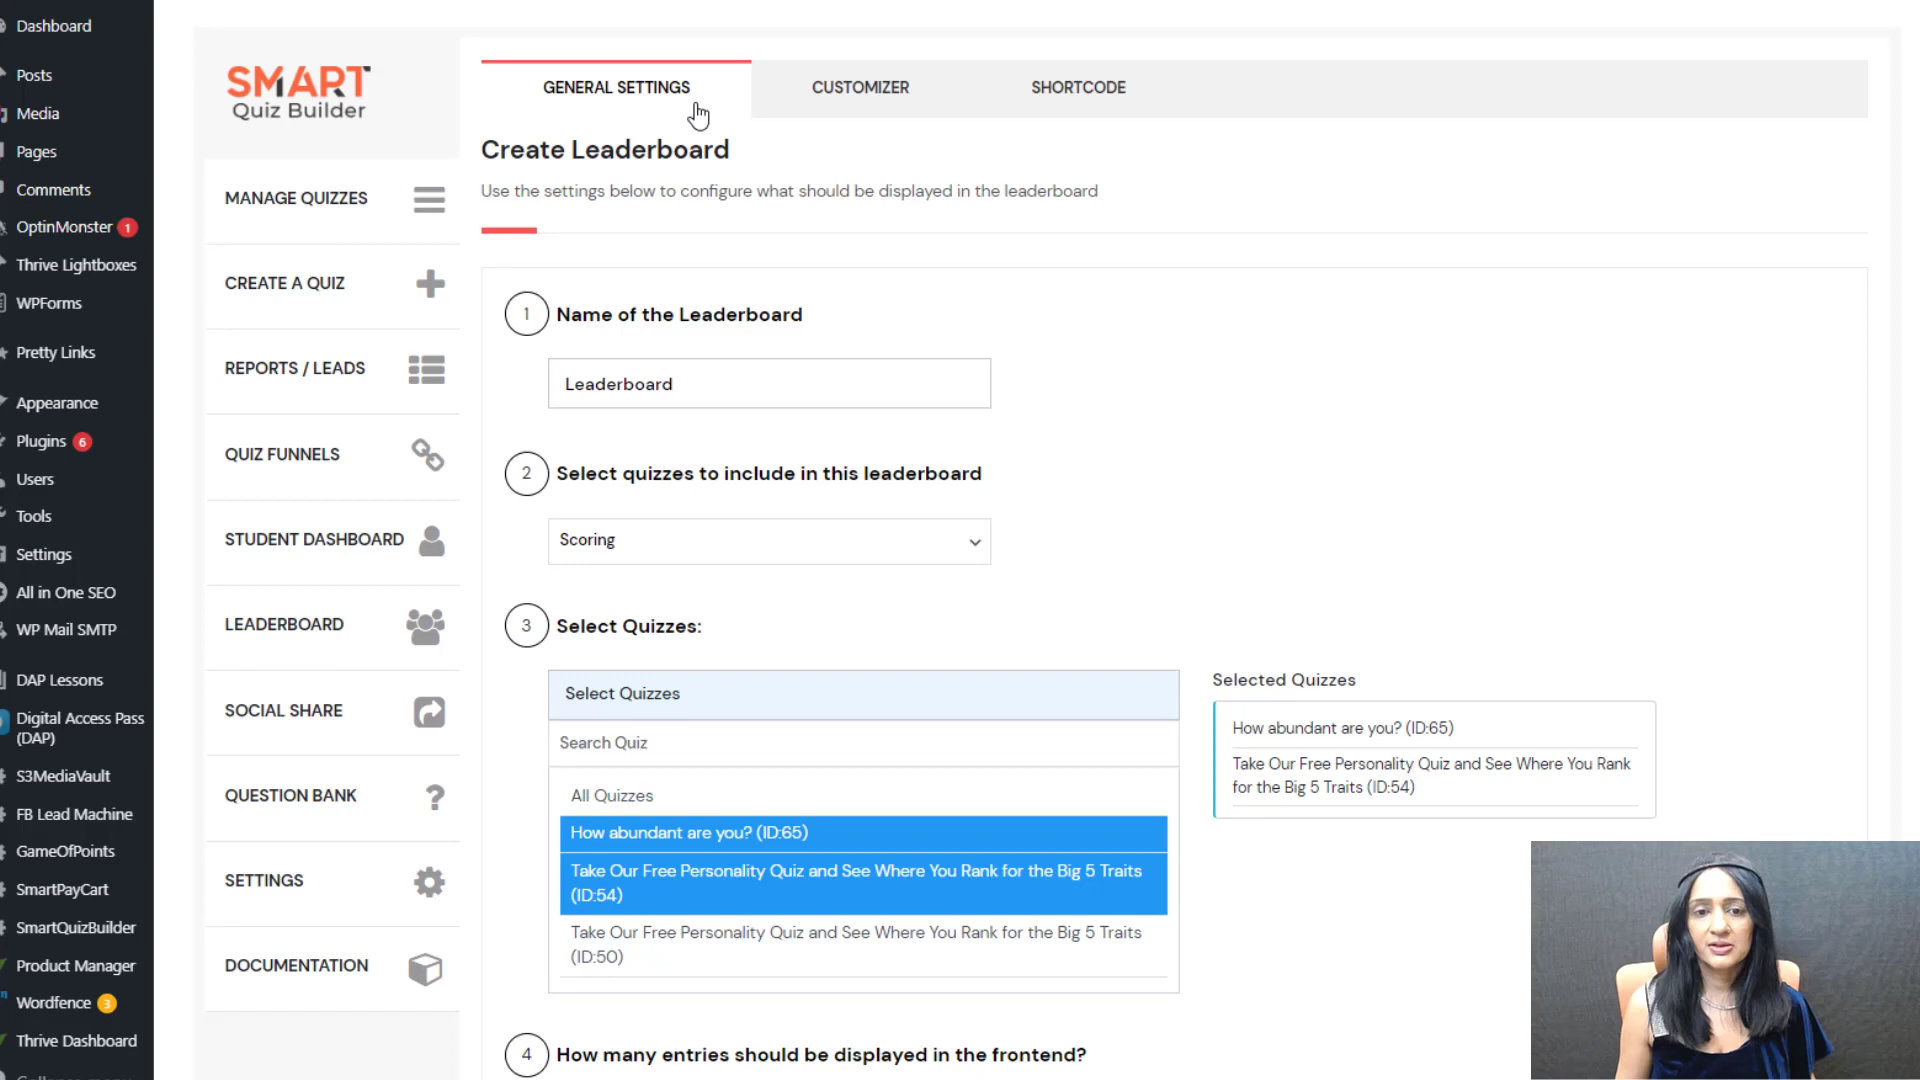 Dashboard
Posts
Media
Pages
Comments
OptinMonster 1
Thrive Lightboxes
WPForms
Pretty Links
Appearance
Plugins 6
Users
Tools
Settings
All in One SEO
WP Mail SMTP
DAP Lessons
Digital Access Pass
(DAP)
S3MediaVault
FB Lead Machine
GameOfPoints
SmartPayCart
SmartQuizBuilder
Product Manager
Wordfence 3
Thrive Dashboard
SMART
Quiz Builder
MANAGE QUIZZES
CREATE A QUIZ
REPORTS / LEADS
QUIZ FUNNELS
STUDENT DASHBOARD
LEADERBOARD
SOCIAL SHARE
QUESTION BANK
SETTINGS
DOCUMENTATION
GENERAL SETTINGS CUSTOMIZER SHORTCODE
Create Leaderboard
Use the settings below to configure what should be displayed in the leaderboard
1 Name of the Leaderboard
Leaderboard
2 Select quizzes to include in this leaderboard
Scoring
3 Select Quizzes:
Select Quizzes
Search Quiz
All Quizzes
How abundant are you? (ID:65)
Take Our Free Personality Quiz and See Where You Rank for the Big 5 Traits
(ID:54)
Take Our Free Personality Quiz and See Where You Rank for the Big 5 Traits
(ID:50)
Selected Quizzes
How abundant are you? (ID:65)
Take Our Free Personality Quiz and See Where You Rank
for the Big 5 Traits (ID:54)
4 How many entries should be displayed in the frontend?